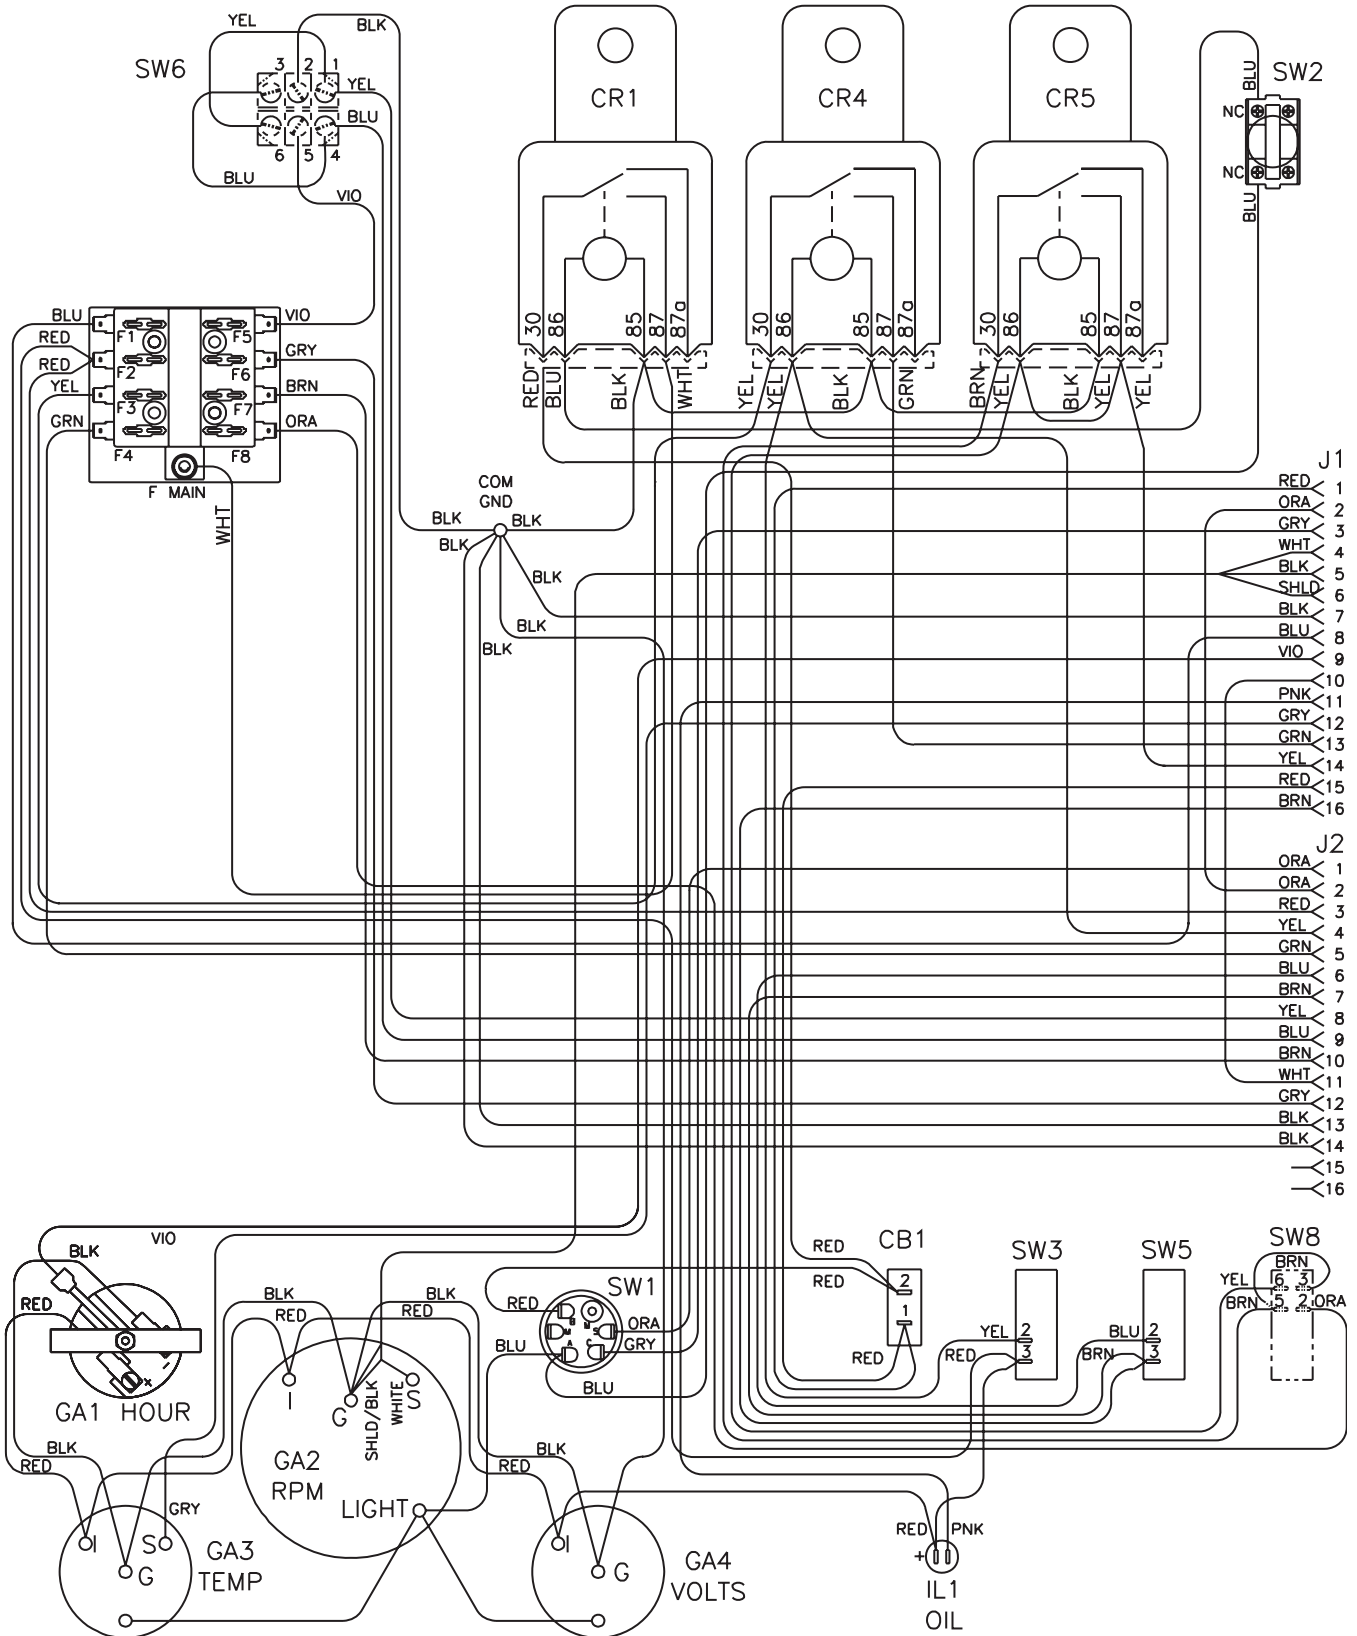 YEL
BLK
SW6
3 2 1
YEL
BLU
6 5 4
BLU
VIO
CR1
CR4
CR5
SW2
BLU
NC
NC
BLU
30 86 85 87 87a
30 86 85 87 87a
30 86 85 87 87a
RED BLU BLK WHT
YEL YEL BLK GRN
BRN YEL BLK YEL YEL
BLU F1 F5 VIO
RED
RED F2 F6 GRY
YEL F3 F7 BRN
GRN F4 F8 ORA
F MAIN
WHT
COM
GND
BLK BLK
BLK
BLK
BLK
BLK
J1
RED 1
ORA 2
GRY 3
WHT 4
BLK 5
SHLD 6
BLK 7
BLU 8
VIO 9
10
PNK 11
GRY 12
GRN 13
YEL 14
RED 15
BRN 16
J2
ORA 1
ORA 2
RED 3
YEL 4
GRN 5
BLU 6
BRN 7
YEL 8
BLU 9
BRN 10
WHT 11
GRY 12
BLK 13
BLK 14
15
16
VIO
BLK
RED
- +
GA1 HOUR
BLK
RED
GRY
I S
G
GA3
TEMP
BLK
RED
BLK
RED
I G S
SHLD/BLK
WHITE
GA2
RPM
LIGHT
SW1
RED
BLU
B M S A C
ORA
GRY
BLU
BLK
RED
I G
GA4
VOLTS
RED
RED
CB1
2
1
RED
SW3
YEL 2
RED 3
SW5
BLU 2
BRN 3
SW8
BRN
YEL 6 3
BRN 5 2 ORA
RED PNK
+
IL1
OIL